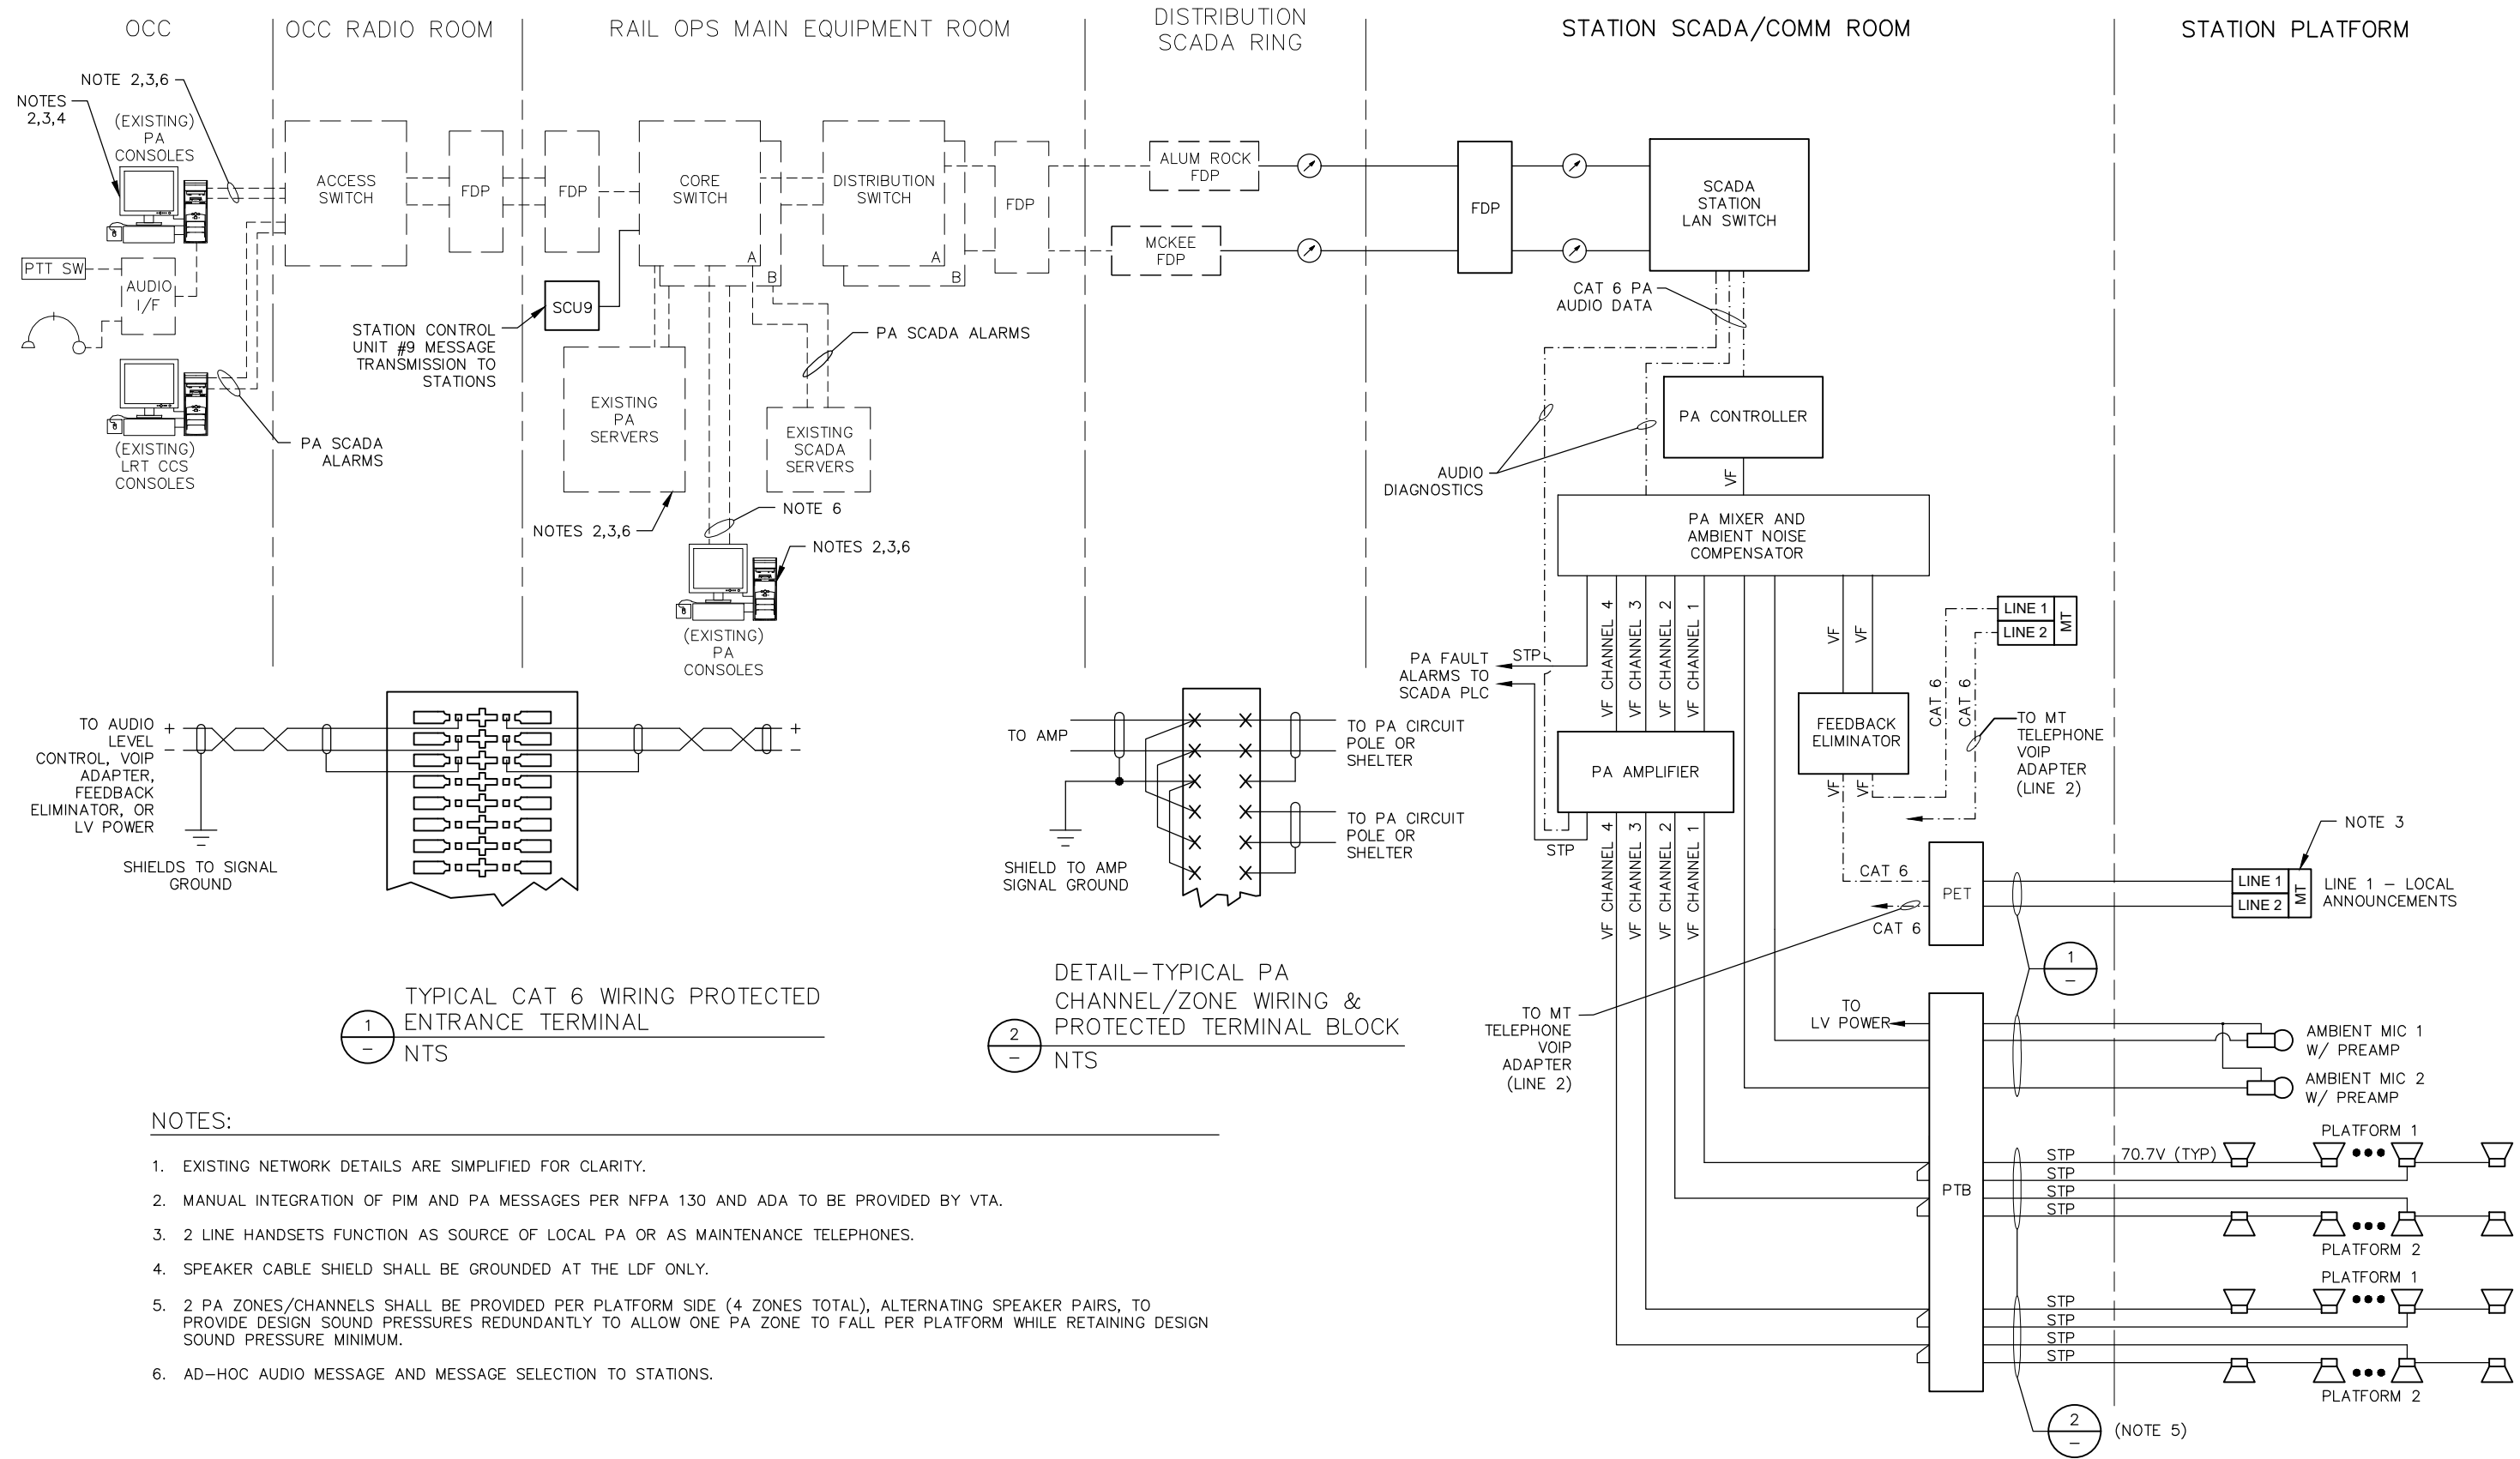 OCC
OCC RADIO ROOM
RAIL OPS MAIN EQUIPMENT ROOM
DISTRIBUTION
SCADA RING
STATION SCADA/COMM ROOM
STATION PLATFORM
NOTE 2,3,6
NOTES
2,3,4
(EXISTING)
PA
CONSOLES
PTT SW
AUDIO
I/F
(EXISTING)
LRT CCS
CONSOLES
PA SCADA
ALARMS
ACCESS
SWITCH
FDP
FDP
CORE
SWITCH
A
B
DISTRIBUTION
SWITCH
A
B
FDP
SCU9
STATION CONTROL
UNIT #9 MESSAGE
TRANSMISSION TO
STATIONS
EXISTING
PA
SERVERS
NOTES 2,3,6
PA SCADA ALARMS
EXISTING
SCADA
SERVERS
NOTE 6
NOTES 2,3,6
(EXISTING)
PA
CONSOLES
ALUM ROCK
FDP
MCKEE
FDP
FDP
SCADA
STATION
LAN SWITCH
CAT 6 PA
AUDIO DATA
PA CONTROLLER
AUDIO
DIAGNOSTICS
VF
PA MIXER AND
AMBIENT NOISE
COMPENSATOR
PA FAULT
ALARMS TO
SCADA PLC
STP
VF CHANNEL 4
VF CHANNEL 3
VF CHANNEL 2
VF CHANNEL 1
VF
VF
LINE 1
LINE 2
MT
CAT 6
CAT 6
TO MT
TELEPHONE
VOIP
ADAPTER
(LINE 2)
FEEDBACK
ELIMINATOR
VF
VF
PA AMPLIFIER
STP
VF CHANNEL 4
VF CHANNEL 3
VF CHANNEL 2
VF CHANNEL 1
CAT 6
CAT 6
PET
NOTE 3
LINE 1
LINE 2
MT
LINE 1 – LOCAL
ANNOUNCEMENTS
1
–
TO MT
TELEPHONE
VOIP
ADAPTER
(LINE 2)
TO
LV POWER
AMBIENT MIC 1
W/ PREAMP
AMBIENT MIC 2
W/ PREAMP
PTB
PLATFORM 1
STP
70.7V (TYP)
STP
STP
STP
PLATFORM 2
PLATFORM 1
STP
STP
STP
STP
PLATFORM 2
2
–
(NOTE 5)
TO AUDIO
LEVEL
CONTROL, VOIP
ADAPTER,
FEEDBACK
ELIMINATOR, OR
LV POWER
+
–
+
–
SHIELDS TO SIGNAL
GROUND
1
–
TYPICAL CAT 6 WIRING PROTECTED
ENTRANCE TERMINAL
NTS
TO AMP
TO PA CIRCUIT
POLE OR
SHELTER
TO PA CIRCUIT
POLE OR
SHELTER
SHIELD TO AMP
SIGNAL GROUND
2
–
DETAIL–TYPICAL PA
CHANNEL/ZONE WIRING &
PROTECTED TERMINAL BLOCK
NTS
NOTES:
1. EXISTING NETWORK DETAILS ARE SIMPLIFIED FOR CLARITY.
2. MANUAL INTEGRATION OF PIM AND PA MESSAGES PER NFPA 130 AND ADA TO BE PROVIDED BY VTA.
3. 2 LINE HANDSETS FUNCTION AS SOURCE OF LOCAL PA OR AS MAINTENANCE TELEPHONES.
4. SPEAKER CABLE SHIELD SHALL BE GROUNDED AT THE LDF ONLY.
5. 2 PA ZONES/CHANNELS SHALL BE PROVIDED PER PLATFORM SIDE (4 ZONES TOTAL), ALTERNATING SPEAKER PAIRS, TO
PROVIDE DESIGN SOUND PRESSURES REDUNDANTLY TO ALLOW ONE PA ZONE TO FALL PER PLATFORM WHILE RETAINING DESIGN
SOUND PRESSURE MINIMUM.
6. AD–HOC AUDIO MESSAGE AND MESSAGE SELECTION TO STATIONS.